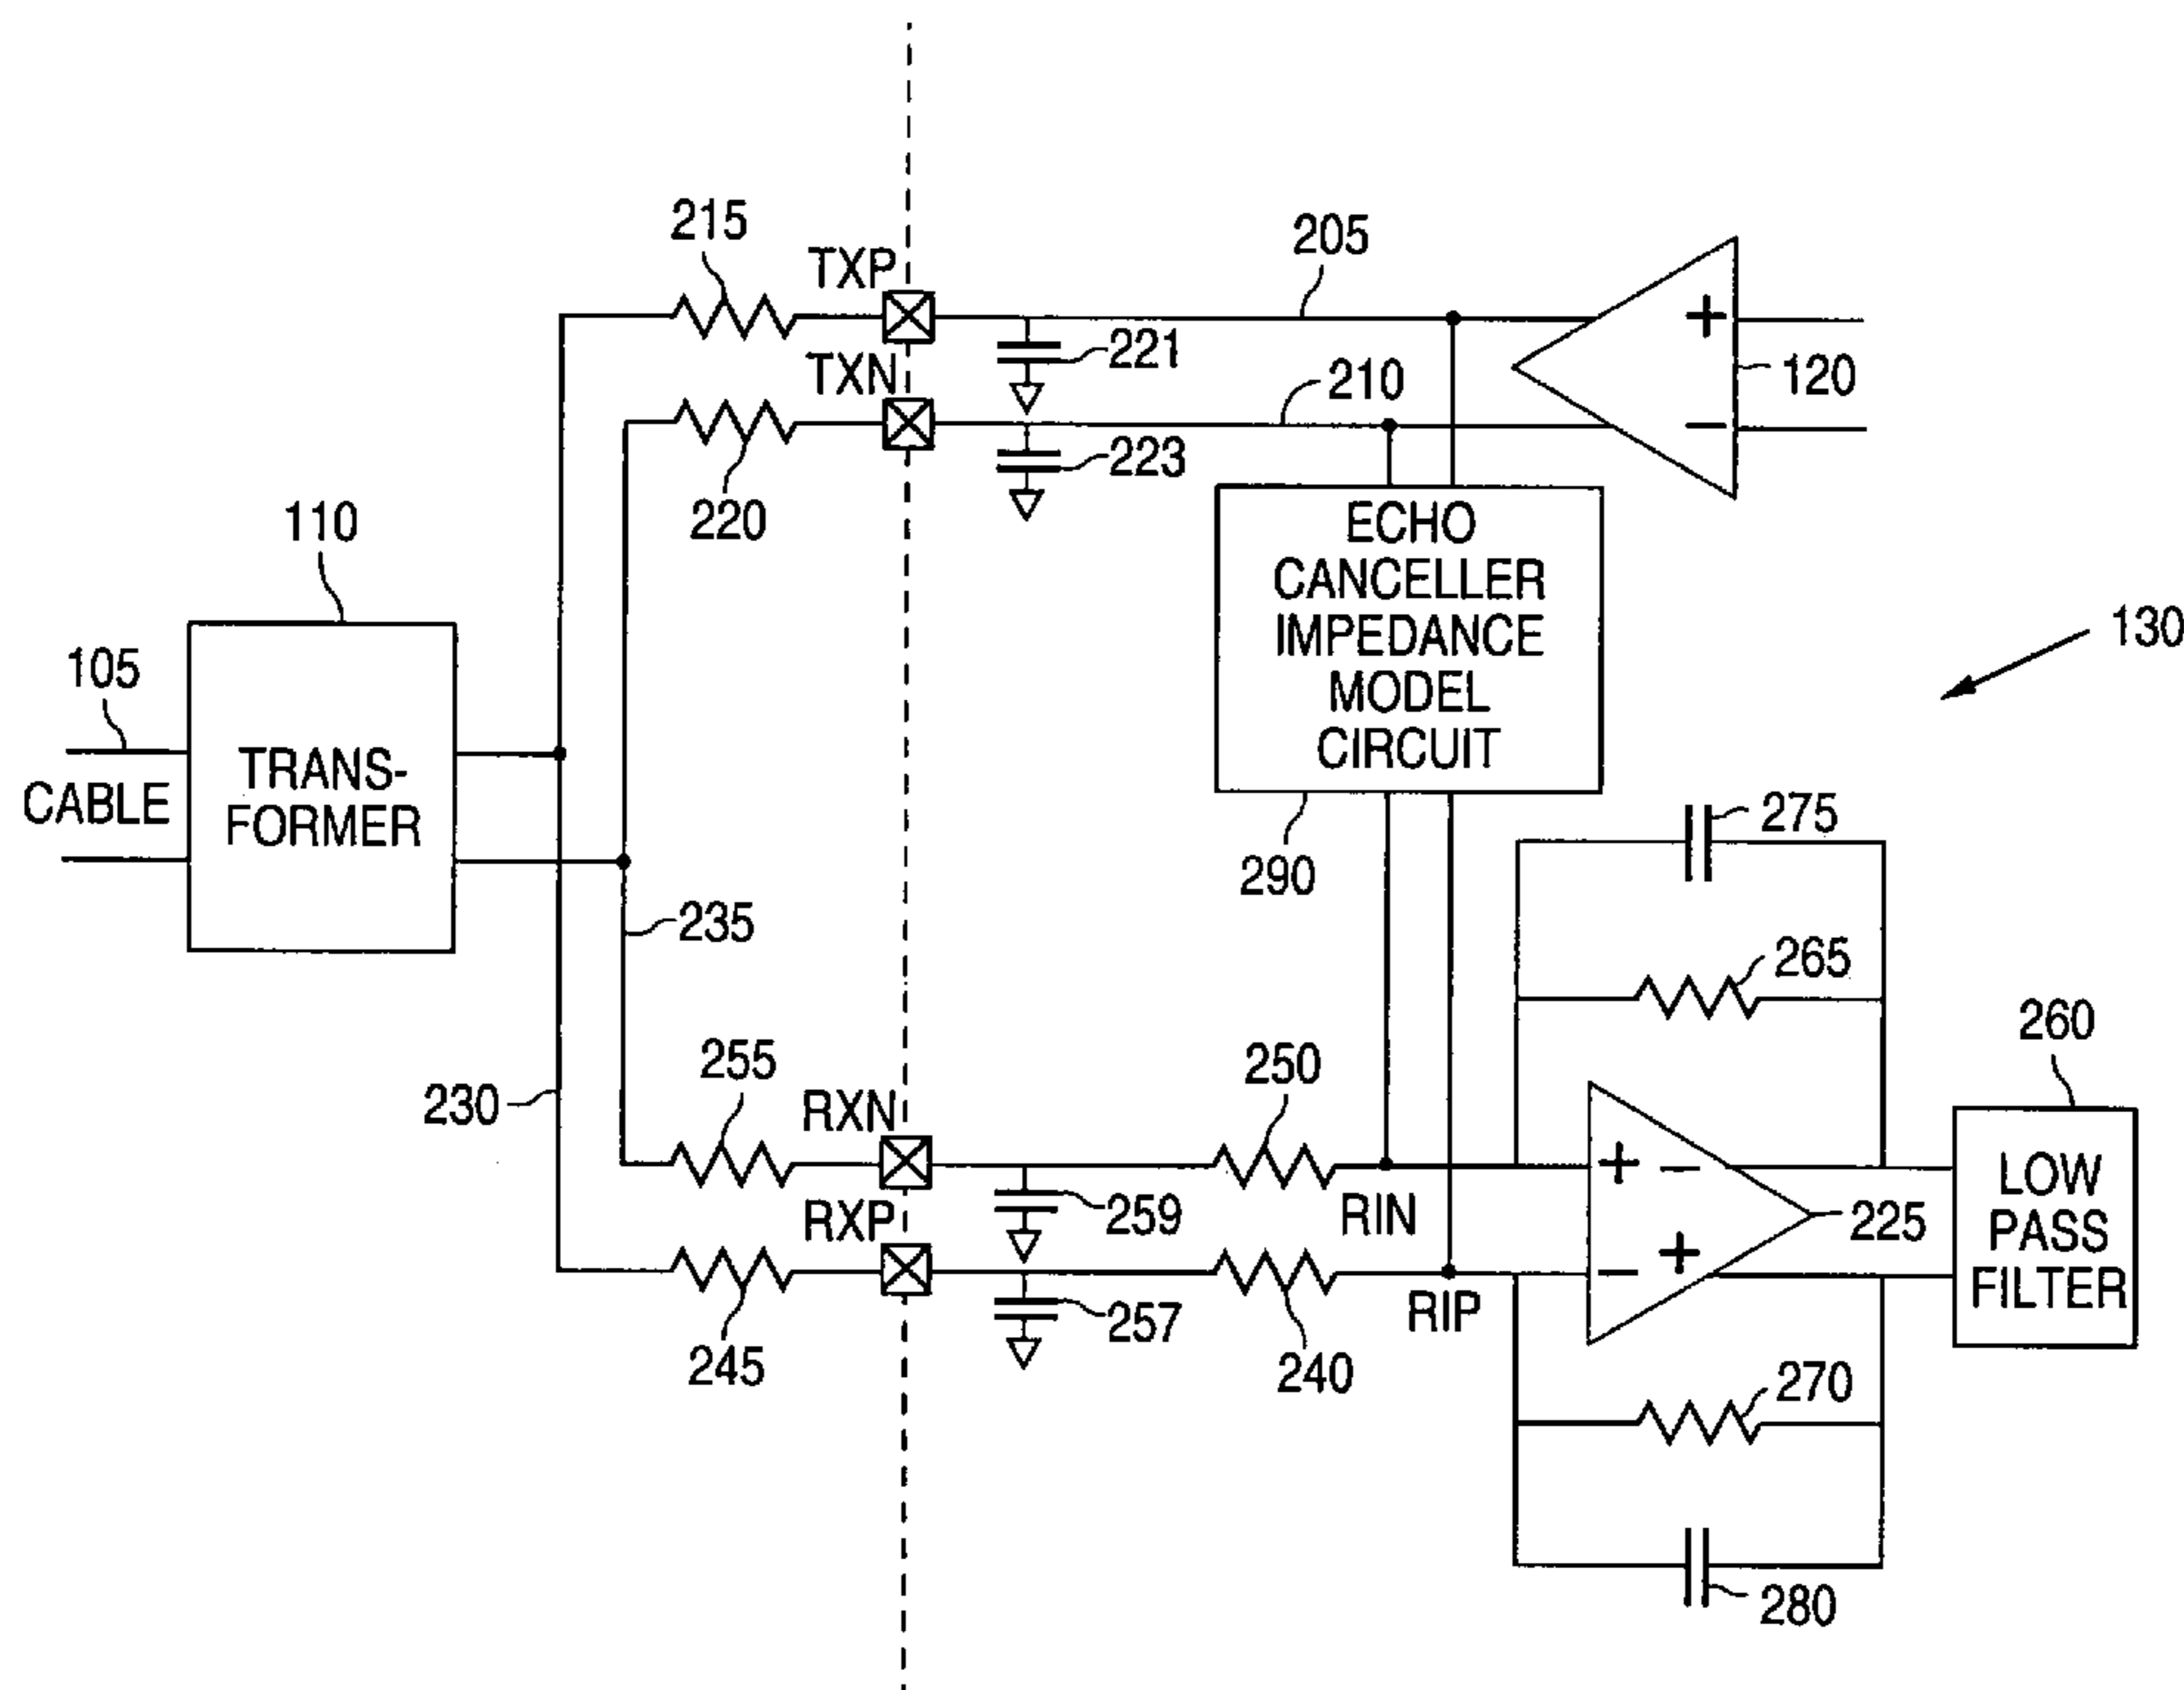 215
TXP
205
+
221
TXN
210
120
−
223
220
110
ECHO
CANCELLER
IMPEDANCE
MODEL
CIRCUIT
130
105
TRANS-
FORMER
CABLE
275
290
235
265
260
255
250
230
RXN
+
−
LOW
PASS
FILTER
259
RIN
225
RXP
−
+
RIP
257
245
240
270
280